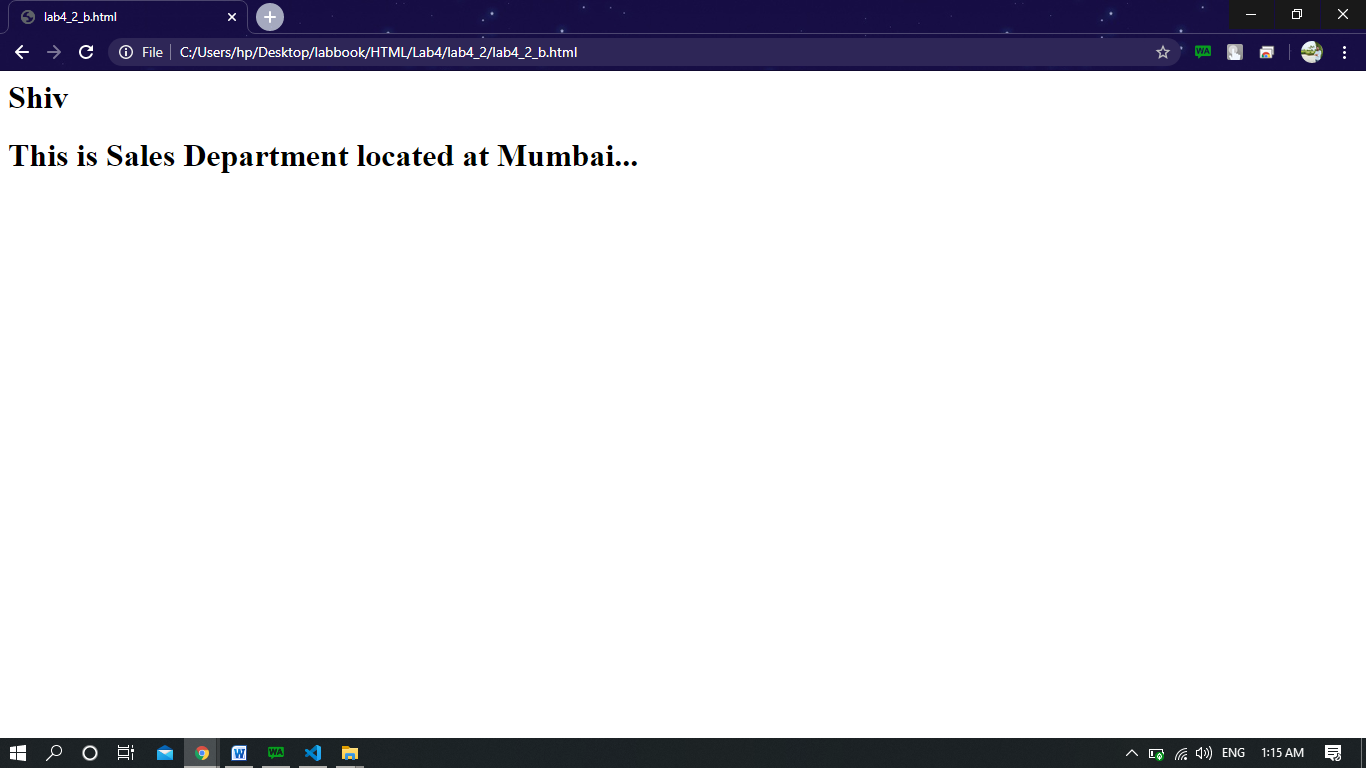 lab4_2_b.html
File C:/Users/hp/Desktop/labbook/HTML/Lab4/lab4_2/lab4_2_b.html
WA
Shiv
This is Sales Department located at Mumbai...
W
WA
ENG
1:15 AM